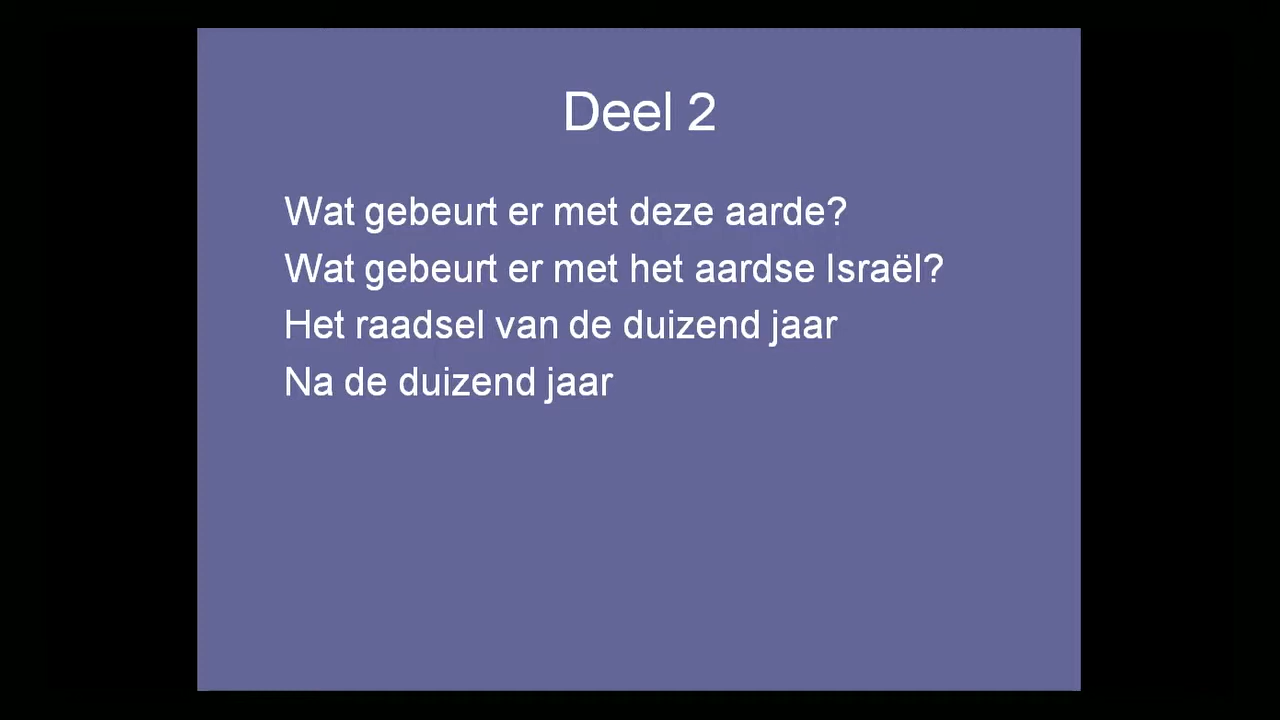 Deel 2
Wat gebeurt er met deze aarde?
Wat gebeurt er met het aardse Israël?
Het raadsel van de duizend jaar
Na de duizend jaar